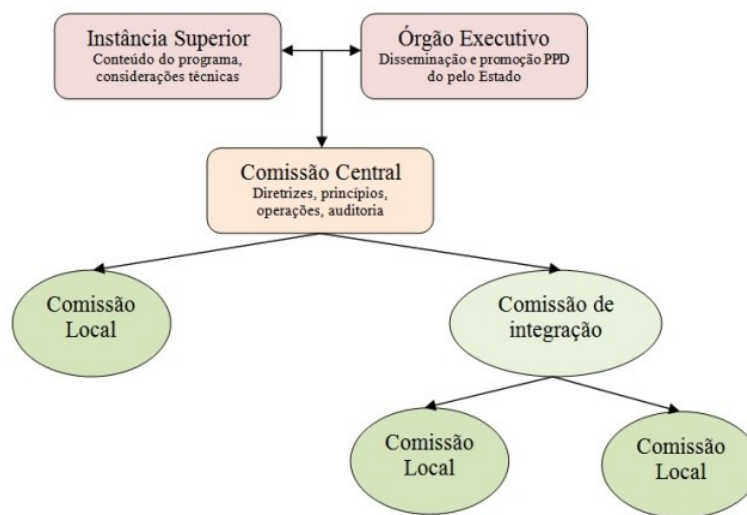 Instância Superior
Conteúdo do programa,
considerações técnicas
Órgão Executivo
Disseminação e promoção PPD
do pelo Estado
Comissão Central
Diretrizes, princípios,
operações, auditoria
Comissão
Local
Comissão de
integração
Comissão
Local
Comissão
Local